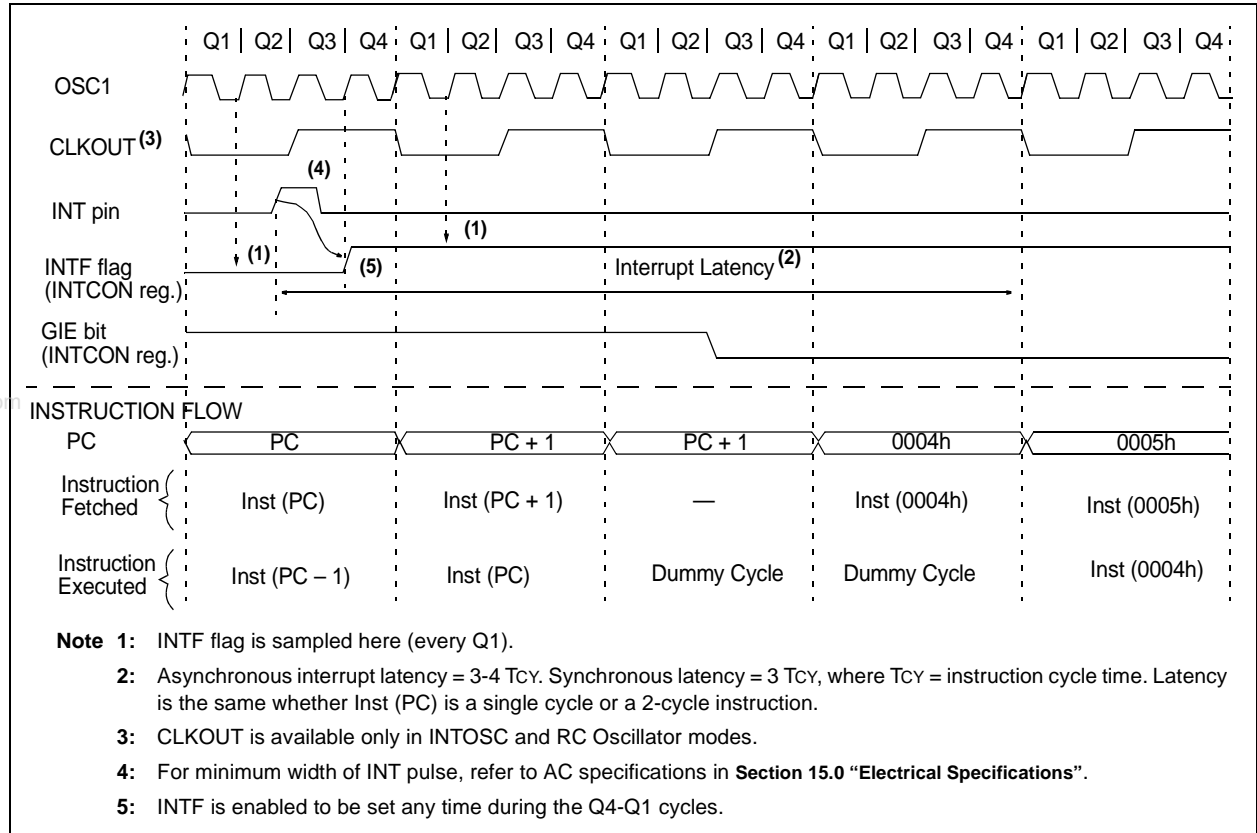 Q1 Q2 Q3 Q4 Q1 Q2 Q3 Q4 Q1 Q2 Q3 Q4 Q1 Q2 Q3 Q4 Q1 Q2 Q3 Q4
OSC1
CLKOUT(3)
(4)
INT pin
(1)
(1)
INTF flag
(INTCON reg.)
(5)
Interrupt Latency(2)
GIE bit
(INTCON reg.)
om
INSTRUCTION FLOW
PC PC PC + 1 PC + 1 0004h 0005h
Instruction
Fetched
Inst (PC) Inst (PC + 1) — Inst (0004h) Inst (0005h)
Instruction
Executed
Inst (PC – 1) Inst (PC) Dummy Cycle Dummy Cycle Inst (0004h)
Note 1: INTF flag is sampled here (every Q1).
2: Asynchronous interrupt latency = 3-4 TCY. Synchronous latency = 3 TCY, where TCY = instruction cycle time. Latency
is the same whether Inst (PC) is a single cycle or a 2-cycle instruction.
3: CLKOUT is available only in INTOSC and RC Oscillator modes.
4: For minimum width of INT pulse, refer to AC specifications in Section 15.0 “Electrical Specifications”.
5: INTF is enabled to be set any time during the Q4-Q1 cycles.